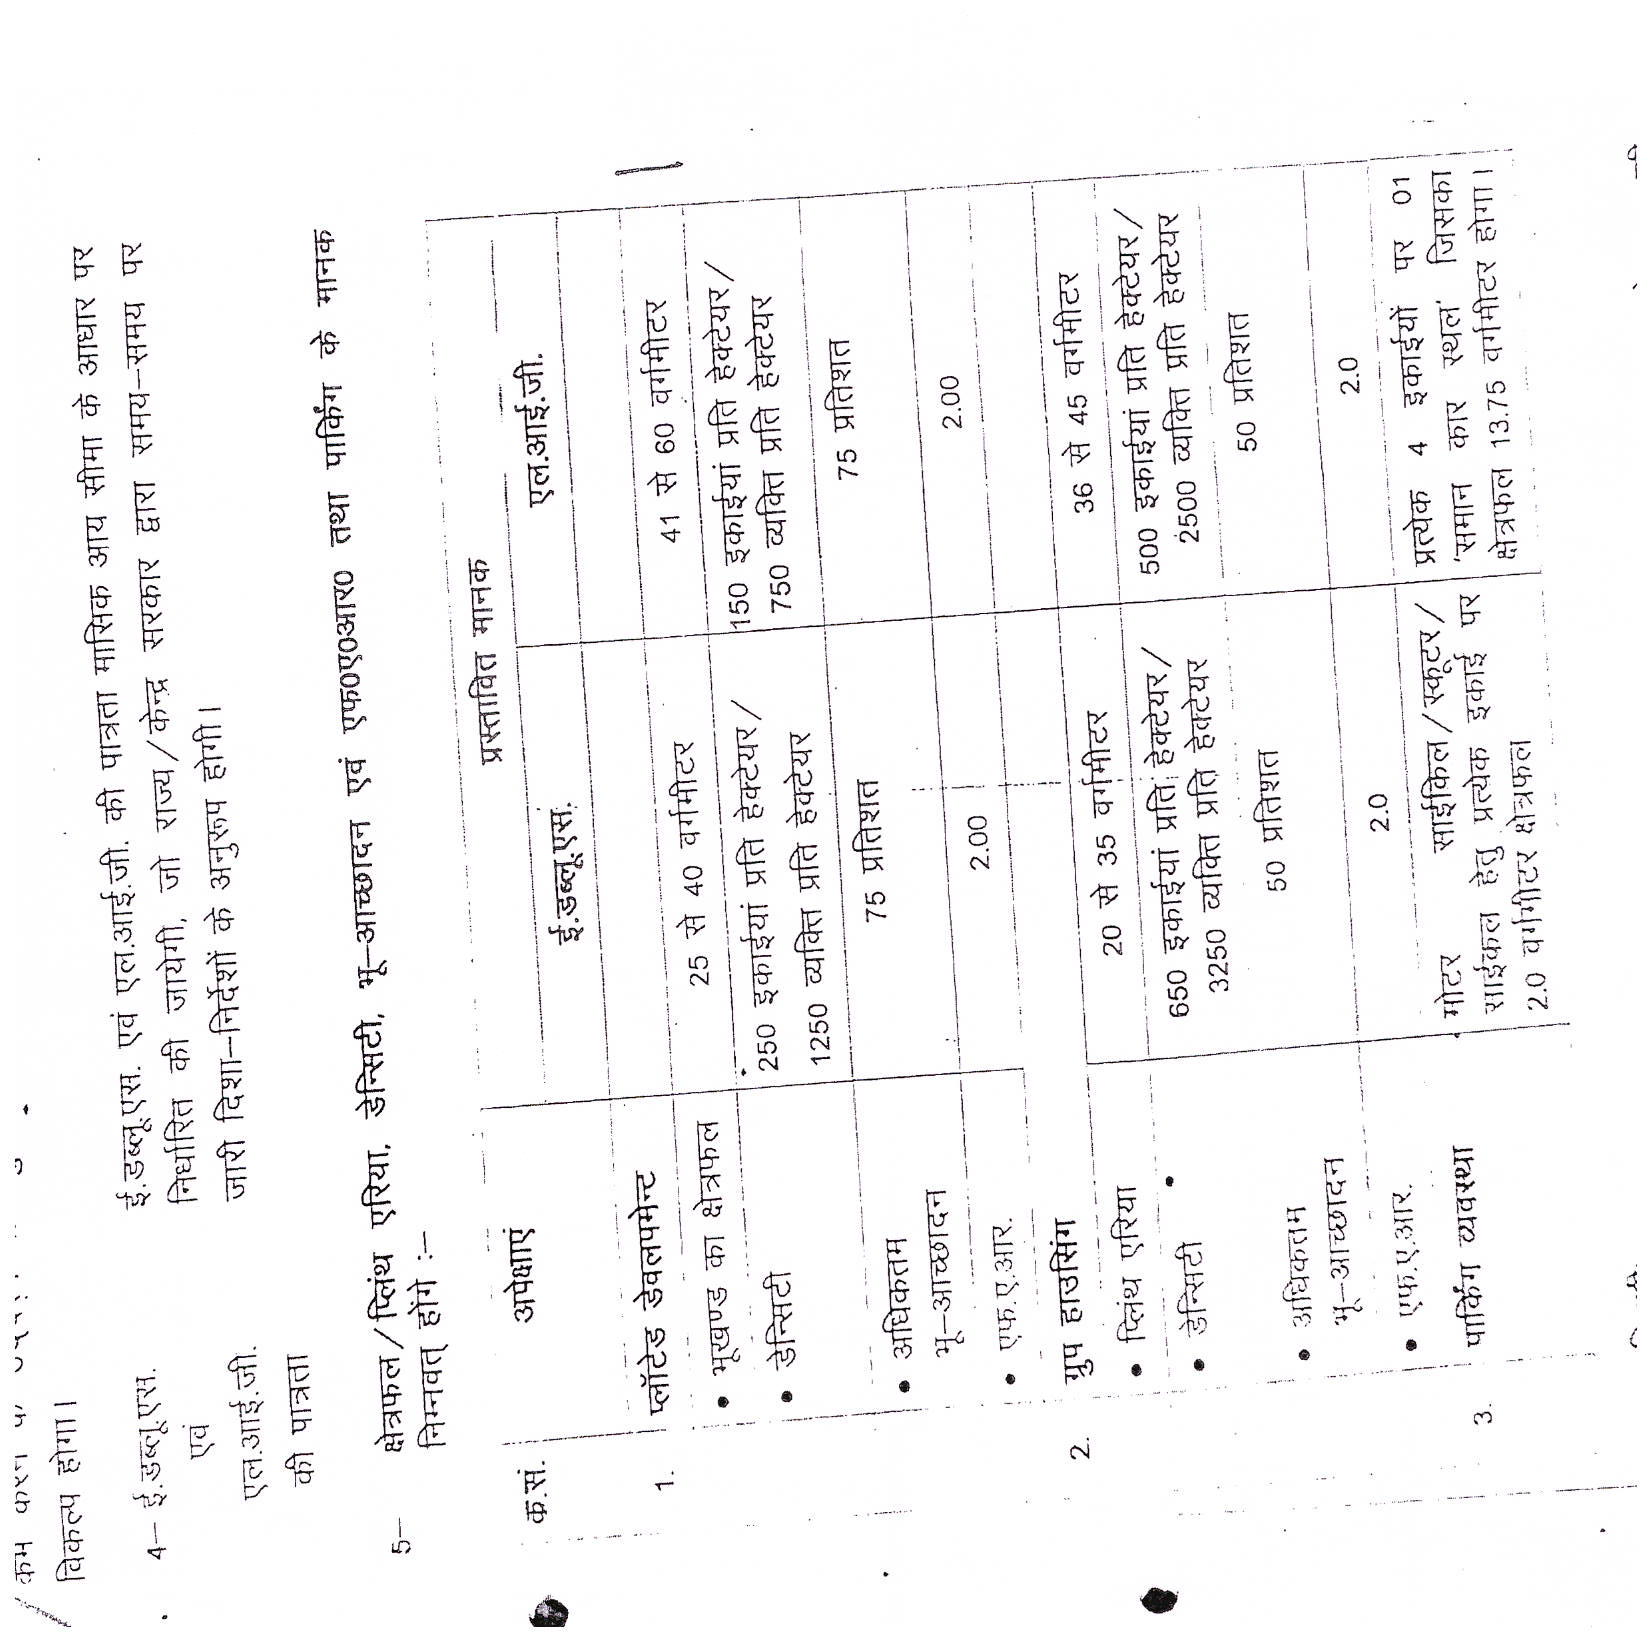 विकल्प होगा।
4– ई.डब्लू.एस. ई.डब्लू.एस. एवं एल.आई.जी. की पात्रता मासिक आय सीमा के आधार पर
एवं निर्धारित की जायेगी, जो राज्य/केन्द्र सरकार द्वारा समय–समय पर
एल.आई.जी. जारी दिशा–निर्देशों के अनुरूप होगी।
की पात्रता
5– क्षेत्रफल/प्लिंथ एरिया, डेन्सिटी, भू–आच्छादन एवं एफ0ए0आर0 तथा पार्किंग के मानक
निम्नवत् होंगे :–
क.सं. अपेक्षाएं प्रस्तावित मानक
ई.डब्लू.एस. एल.आई.जी.
1. प्लॉटेड डेवलपमेन्ट
• भूखण्ड का क्षेत्रफल 25 से 40 वर्गमीटर 41 से 60 वर्गमीटर
• डेन्सिटी 250 इकाईयां प्रति हेक्टेयर/ 150 इकाईयां प्रति हेक्टेयर/
1250 व्यक्ति प्रति हेक्टेयर 750 व्यक्ति प्रति हेक्टेयर
• अधिकतम 75 प्रतिशत 75 प्रतिशत
भू–आच्छादन
• एफ.ए.आर. 2.00 2.00
2. ग्रुप हाउसिंग
• प्लिंथ एरिया 20 से 35 वर्गमीटर 36 से 45 वर्गमीटर
• डेन्सिटी 650 इकाईयां प्रति हेक्टेयर/ 500 इकाईयां प्रति हेक्टेयर/
3250 व्यक्ति प्रति हेक्टेयर 2500 व्यक्ति प्रति हेक्टेयर
• अधिकतम 50 प्रतिशत 50 प्रतिशत
भू–आच्छादन
• एफ.ए.आर. 2.0 2.0
3. पार्किंग व्यवस्था मोटर साईकिल/स्कूटर/ प्रत्येक 4 इकाईयों पर 01
साईकिल हेतु प्रत्येक इकाई पर समान कार स्थल जिसका
2.0 वर्गमीटर क्षेत्रफल क्षेत्रफल 13.75 वर्गमीटर होगा।